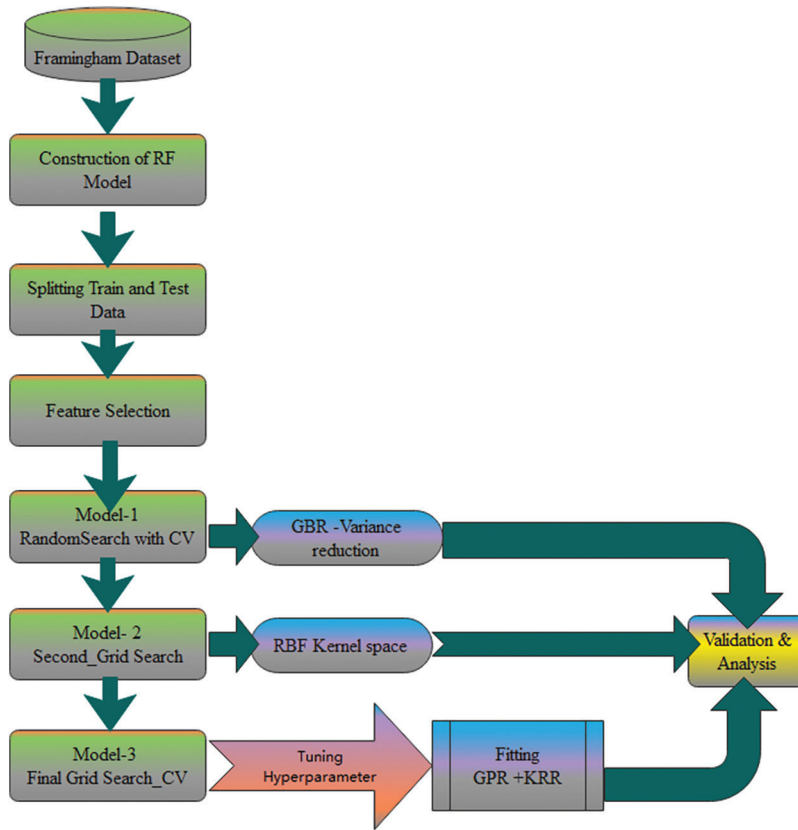 Framingham Dataset
Construction of RF
Model
Splitting Train and Test
Data
Feature Selection
Model-1
RandomSearch with CV
GBR -Variance
reduction
Model- 2
Second_Grid Search
RBF Kernel space
Validation &
Analysis
Model-3
Final Grid Search_CV
Tuning
Hyperparameter
Fitting
GPR +KRR